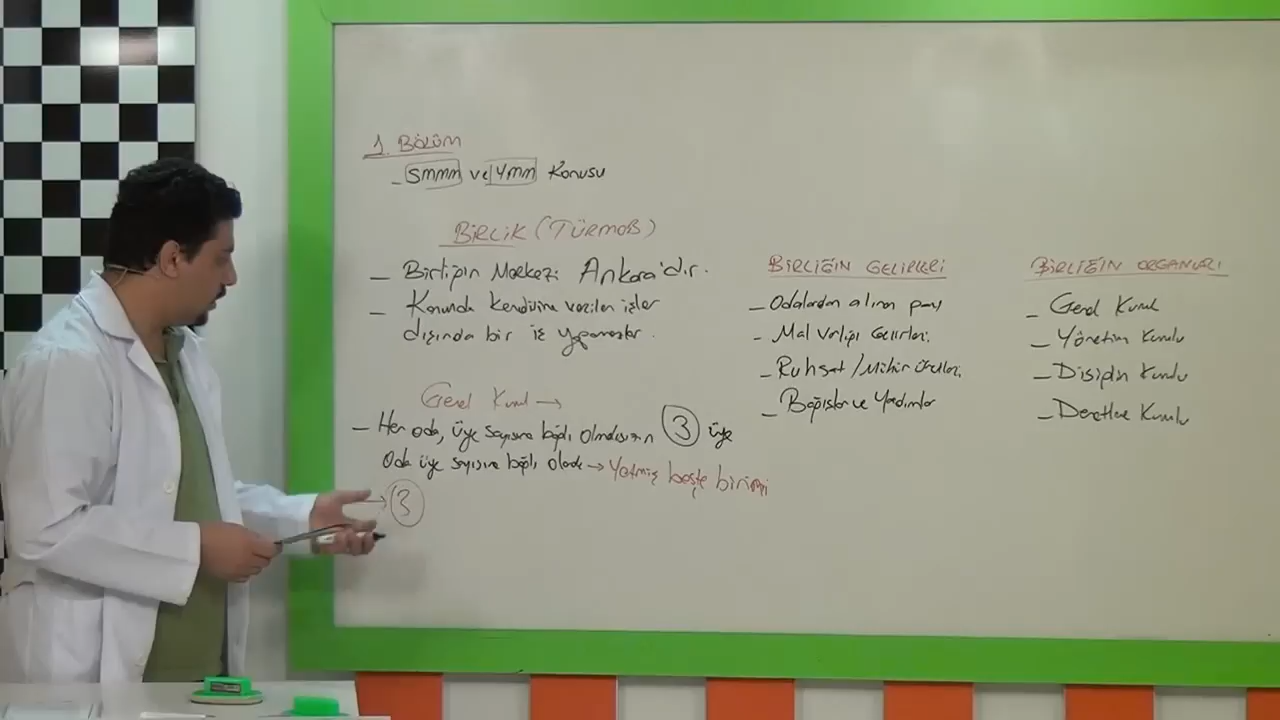 1. BÖLÜM
- SMMM ve YMM Konusu
BİRLİK (TÜRMOB)
- Birliğin Merkezi Ankara'dır.
- Kanunda kendisine verilen işler
dışında bir iş yapamazlar.
Genel Kurul →
- Her oda, üye sayısına bağlı olmaksızın 3 üye
Oda üye sayısına bağlı olarak → Yetmiş beşte birimi
→ 3
BİRLİĞİN GELİRLERİ
- Odalardan alınan pay
- Mal varlığı Gelirleri
- Ruhsat / Mühür Ücretleri
- Bağışlar ve Yardımlar
BİRLİĞİN ORGANLARI
- Genel Kurul
- Yönetim Kurulu
- Disiplin Kurulu
- Denetleme Kurulu